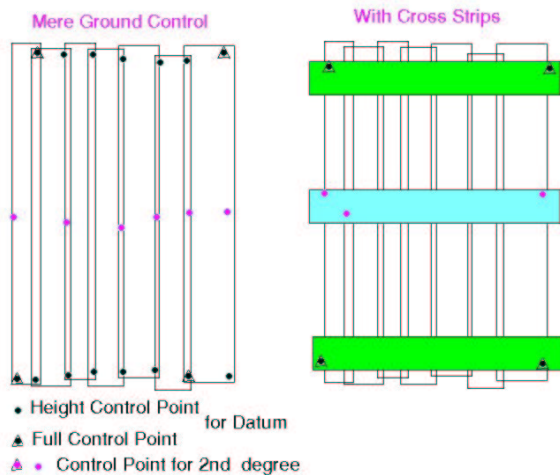 Mere Ground Control
With Cross Strips
Height Control Point
for Datum
Full Control Point
Control Point for 2nd degree